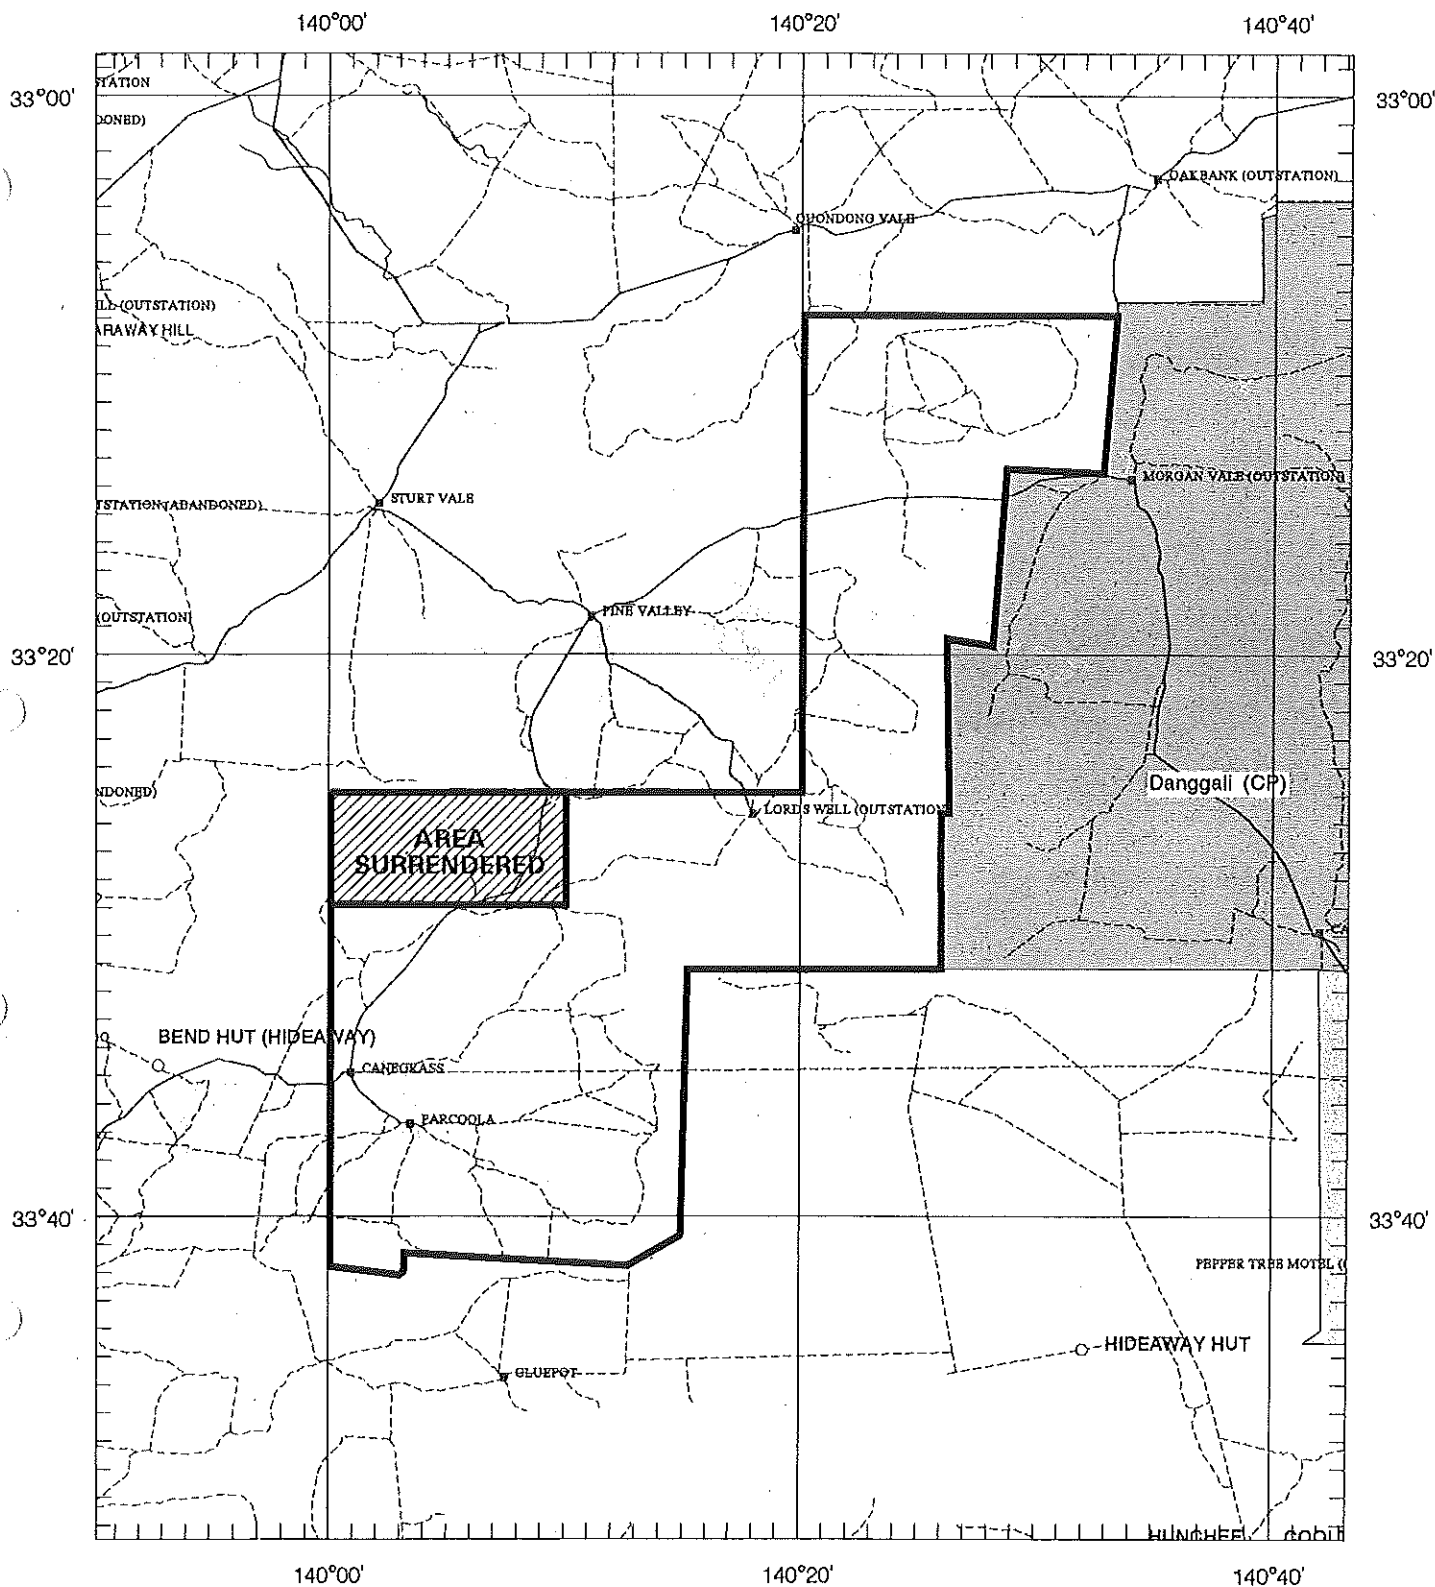 140°00' 140°20' 140°40'
33°00' 33°00'
STATION
DONED)
OAKBANK (OUTSTATION)
QUONDONG VALE
ILL (OUTSTATION)
ARAWAY HILL
MORGAN VALE (OUTSTATION)
STURT VALE
TSTATION (ABANDONED)
PINE VALLEY
(OUTSTATION)
33°20' 33°20'
Danggali (CP)
NDONED)
LORDS WELL (OUTSTATION
AREA
SURRENDERED
BEND HUT (HIDEAWAY)
CANEGRASS
PARCOOLA
33°40' 33°40'
PEPPER TREE MOTEL (
HIDEAWAY HUT
GLUEPOT
140°00' 140°20' 140°40'